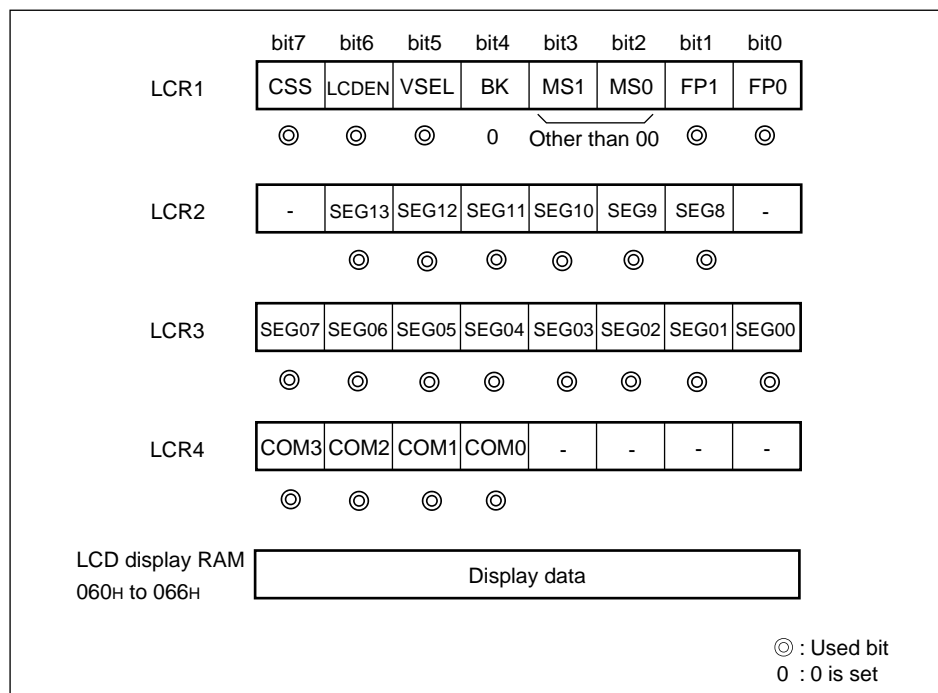 bit7 bit6 bit5 bit4 bit3 bit2 bit1 bit0
LCR1 CSS LCDEN VSEL BK MS1 MS0 FP1 FP0
◎ ◎ ◎ 0 Other than 00 ◎ ◎
LCR2 - SEG13 SEG12 SEG11 SEG10 SEG9 SEG8 -
◎ ◎ ◎ ◎ ◎ ◎
LCR3 SEG07 SEG06 SEG05 SEG04 SEG03 SEG02 SEG01 SEG00
◎ ◎ ◎ ◎ ◎ ◎ ◎ ◎
LCR4 COM3 COM2 COM1 COM0 - - - -
◎ ◎ ◎ ◎
LCD display RAM
060H to 066H
Display data
◎ : Used bit
0 : 0 is set